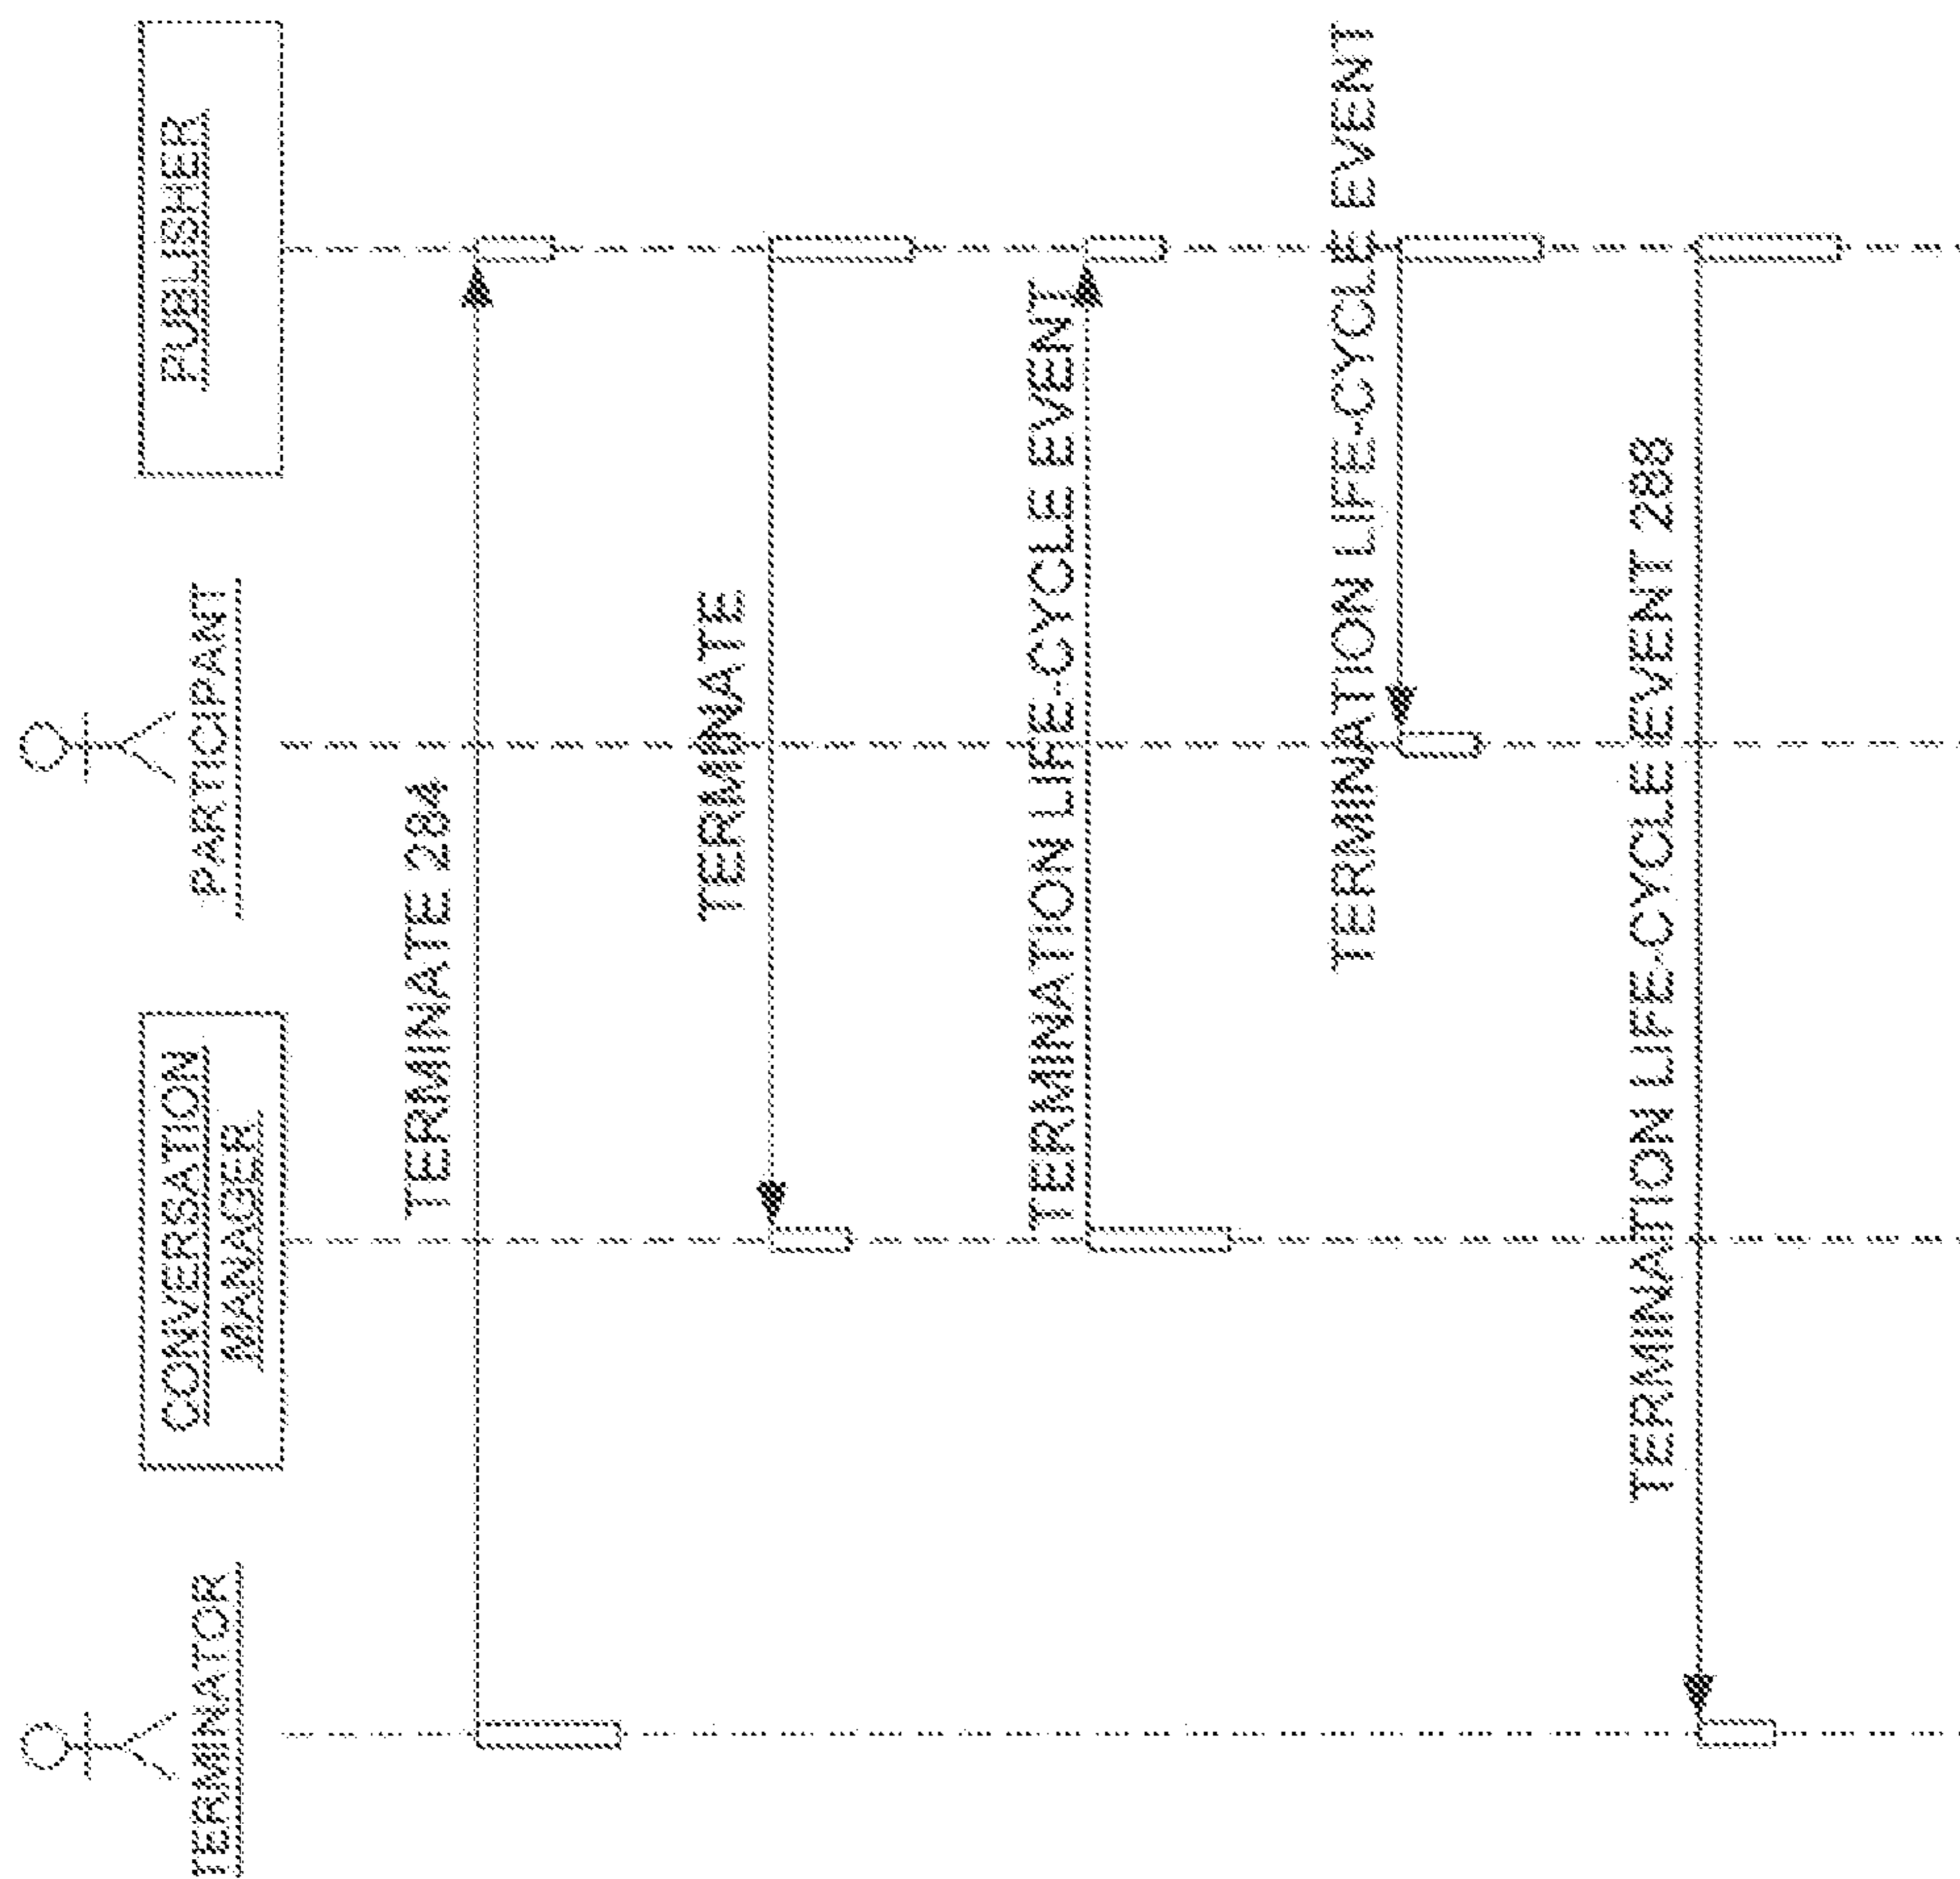 TERMINATOR
CONVERSATION
MANAGER
PARTICIPANT
PUBLISHER
TERMINATE 284
TERMINATE
TERMINATION LIFE-CYCLE EVENT
TERMINATION LIFE-CYCLE EVENT
TERMINATION LIFE-CYCLE EVENT 288